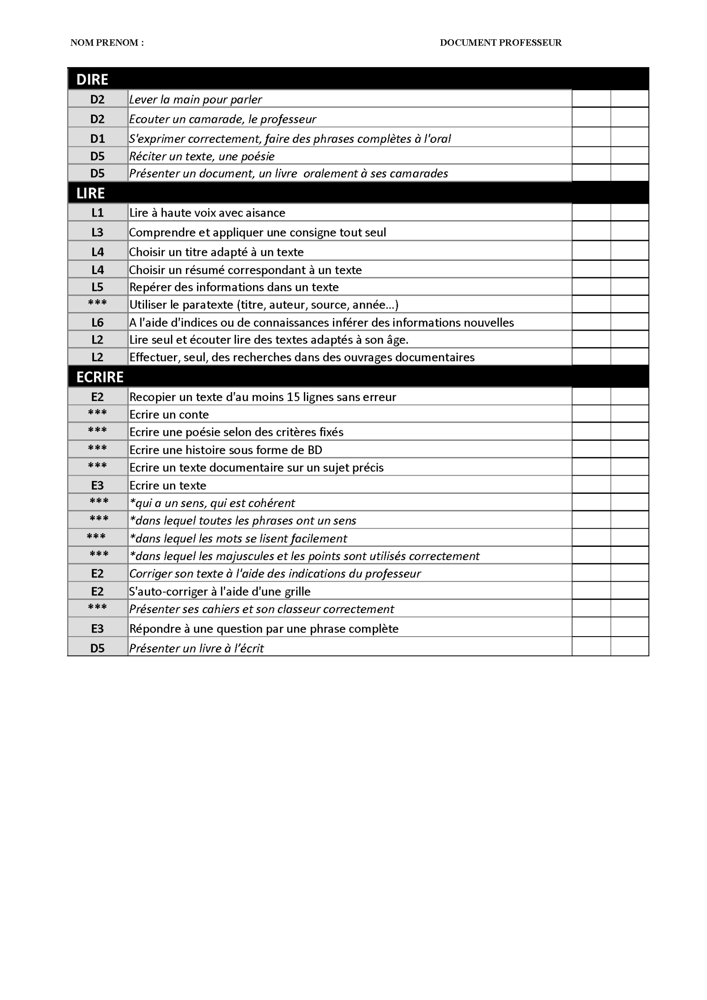 NOM PRENOM : DOCUMENT PROFESSEUR
DIRE
D2 Lever la main pour parler
D2 Ecouter un camarade, le professeur
D1 S'exprimer correctement, faire des phrases complètes à l'oral
D5 Réciter un texte, une poésie
D5 Présenter un document, un livre  oralement à ses camarades
LIRE
L1 Lire à haute voix avec aisance
L3 Comprendre et appliquer une consigne tout seul
L4 Choisir un titre adapté à un texte
L4 Choisir un résumé correspondant à un texte
L5 Repérer des informations dans un texte
*** Utiliser le paratexte (titre, auteur, source, année…)
L6 A l'aide d'indices ou de connaissances inférer des informations nouvelles
L2 Lire seul et écouter lire des textes adaptés à son âge.
L2 Effectuer, seul, des recherches dans des ouvrages documentaires
ECRIRE
E2 Recopier un texte d'au moins 15 lignes sans erreur
*** Ecrire un conte
*** Ecrire une poésie selon des critères fixés
*** Ecrire une histoire sous forme de BD
*** Ecrire un texte documentaire sur un sujet précis
E3 Ecrire un texte
*** *qui a un sens, qui est cohérent
*** *dans lequel toutes les phrases ont un sens
*** *dans lequel les mots se lisent facilement
*** *dans lequel les majuscules et les points sont utilisés correctement
E2 Corriger son texte à l'aide des indications du professeur
E2 S'auto-corriger à l'aide d'une grille
*** Présenter ses cahiers et son classeur correctement
E3 Répondre à une question par une phrase complète
D5 Présenter un livre à l’écrit